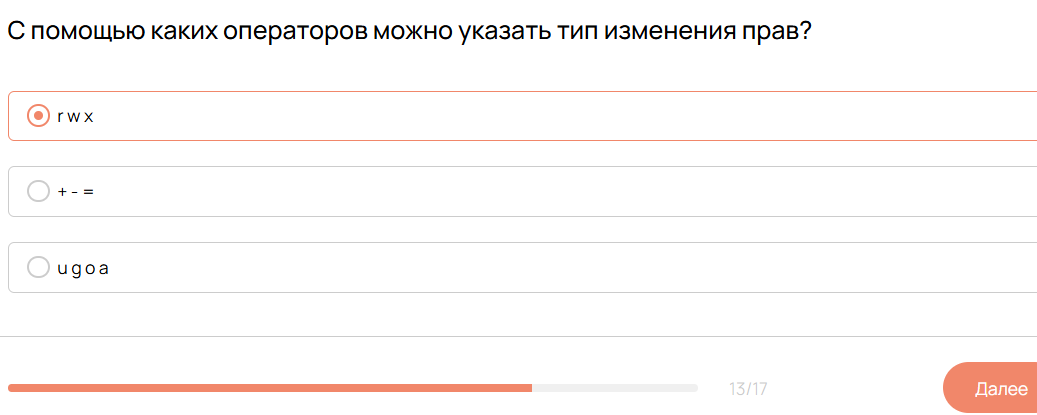 С помощью каких операторов можно указать тип изменения прав?
r w x
+ - =
u g o a
13/17
Далее